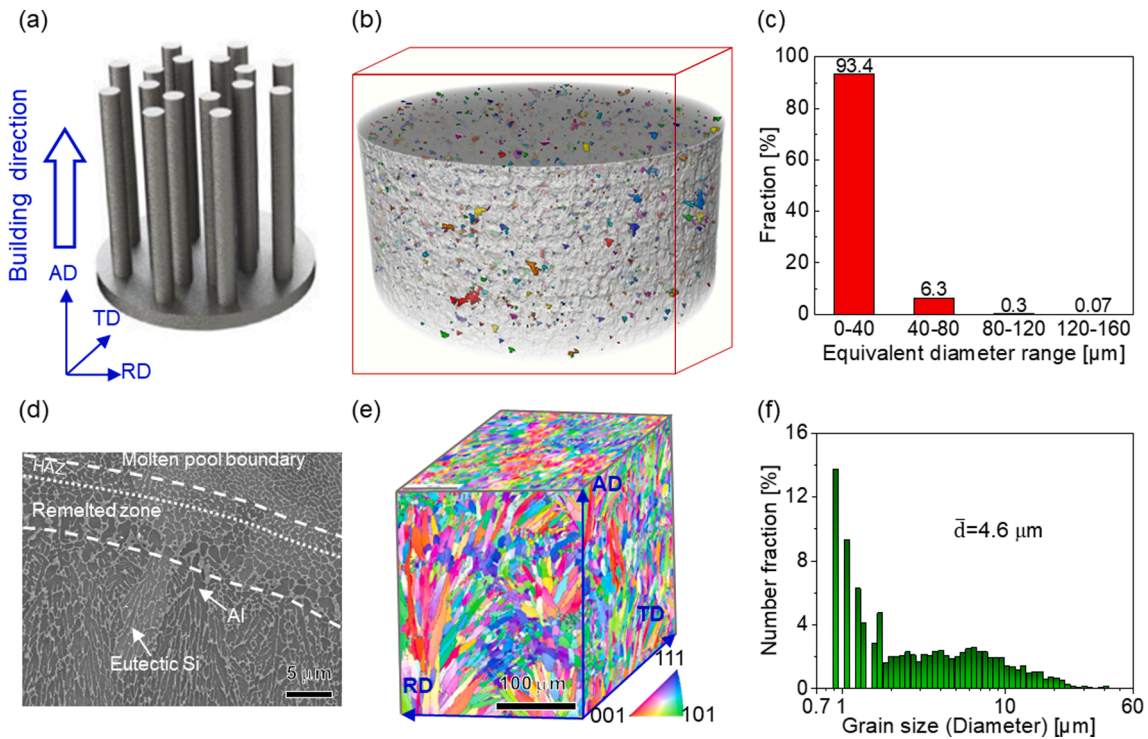 (a)
Building direction
AD
TD
RD
(b)
(c)
100
80
60
40
20
0
Fraction [%]
93.4
6.3
0.3
0.07
0–40
40–80
80–120
120–160
Equivalent diameter range [µm]
(d)
HAZ
Molten pool boundary
Remelted zone
Al
Eutectic Si
5 µm
(e)
AD
TD
RD
100 µm
111
001
101
(f)
16
12
8
4
0
Number fraction [%]
d̄=4.6 µm
0.7
1
10
60
Grain size (Diameter) [µm]